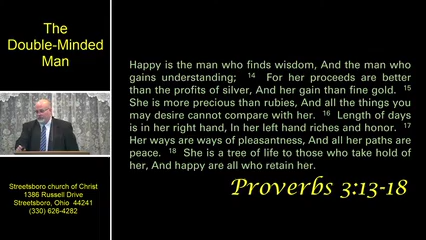 The
Double-Minded
Man
Happy is the man who finds wisdom, And the man who
gains understanding; 14 For her proceeds are better
than the profits of silver, And her gain than fine gold. 15
She is more precious than rubies, And all the things you
may desire cannot compare with her. 16 Length of days
is in her right hand, In her left hand riches and honor. 17
Her ways are ways of pleasantness, And all her paths are
peace. 18 She is a tree of life to those who take hold of
her, And happy are all who retain her.
Proverbs 3:13-18
Streetsboro church of Christ
1386 Russell Drive
Streetsboro, Ohio 44241
(330) 626-4282